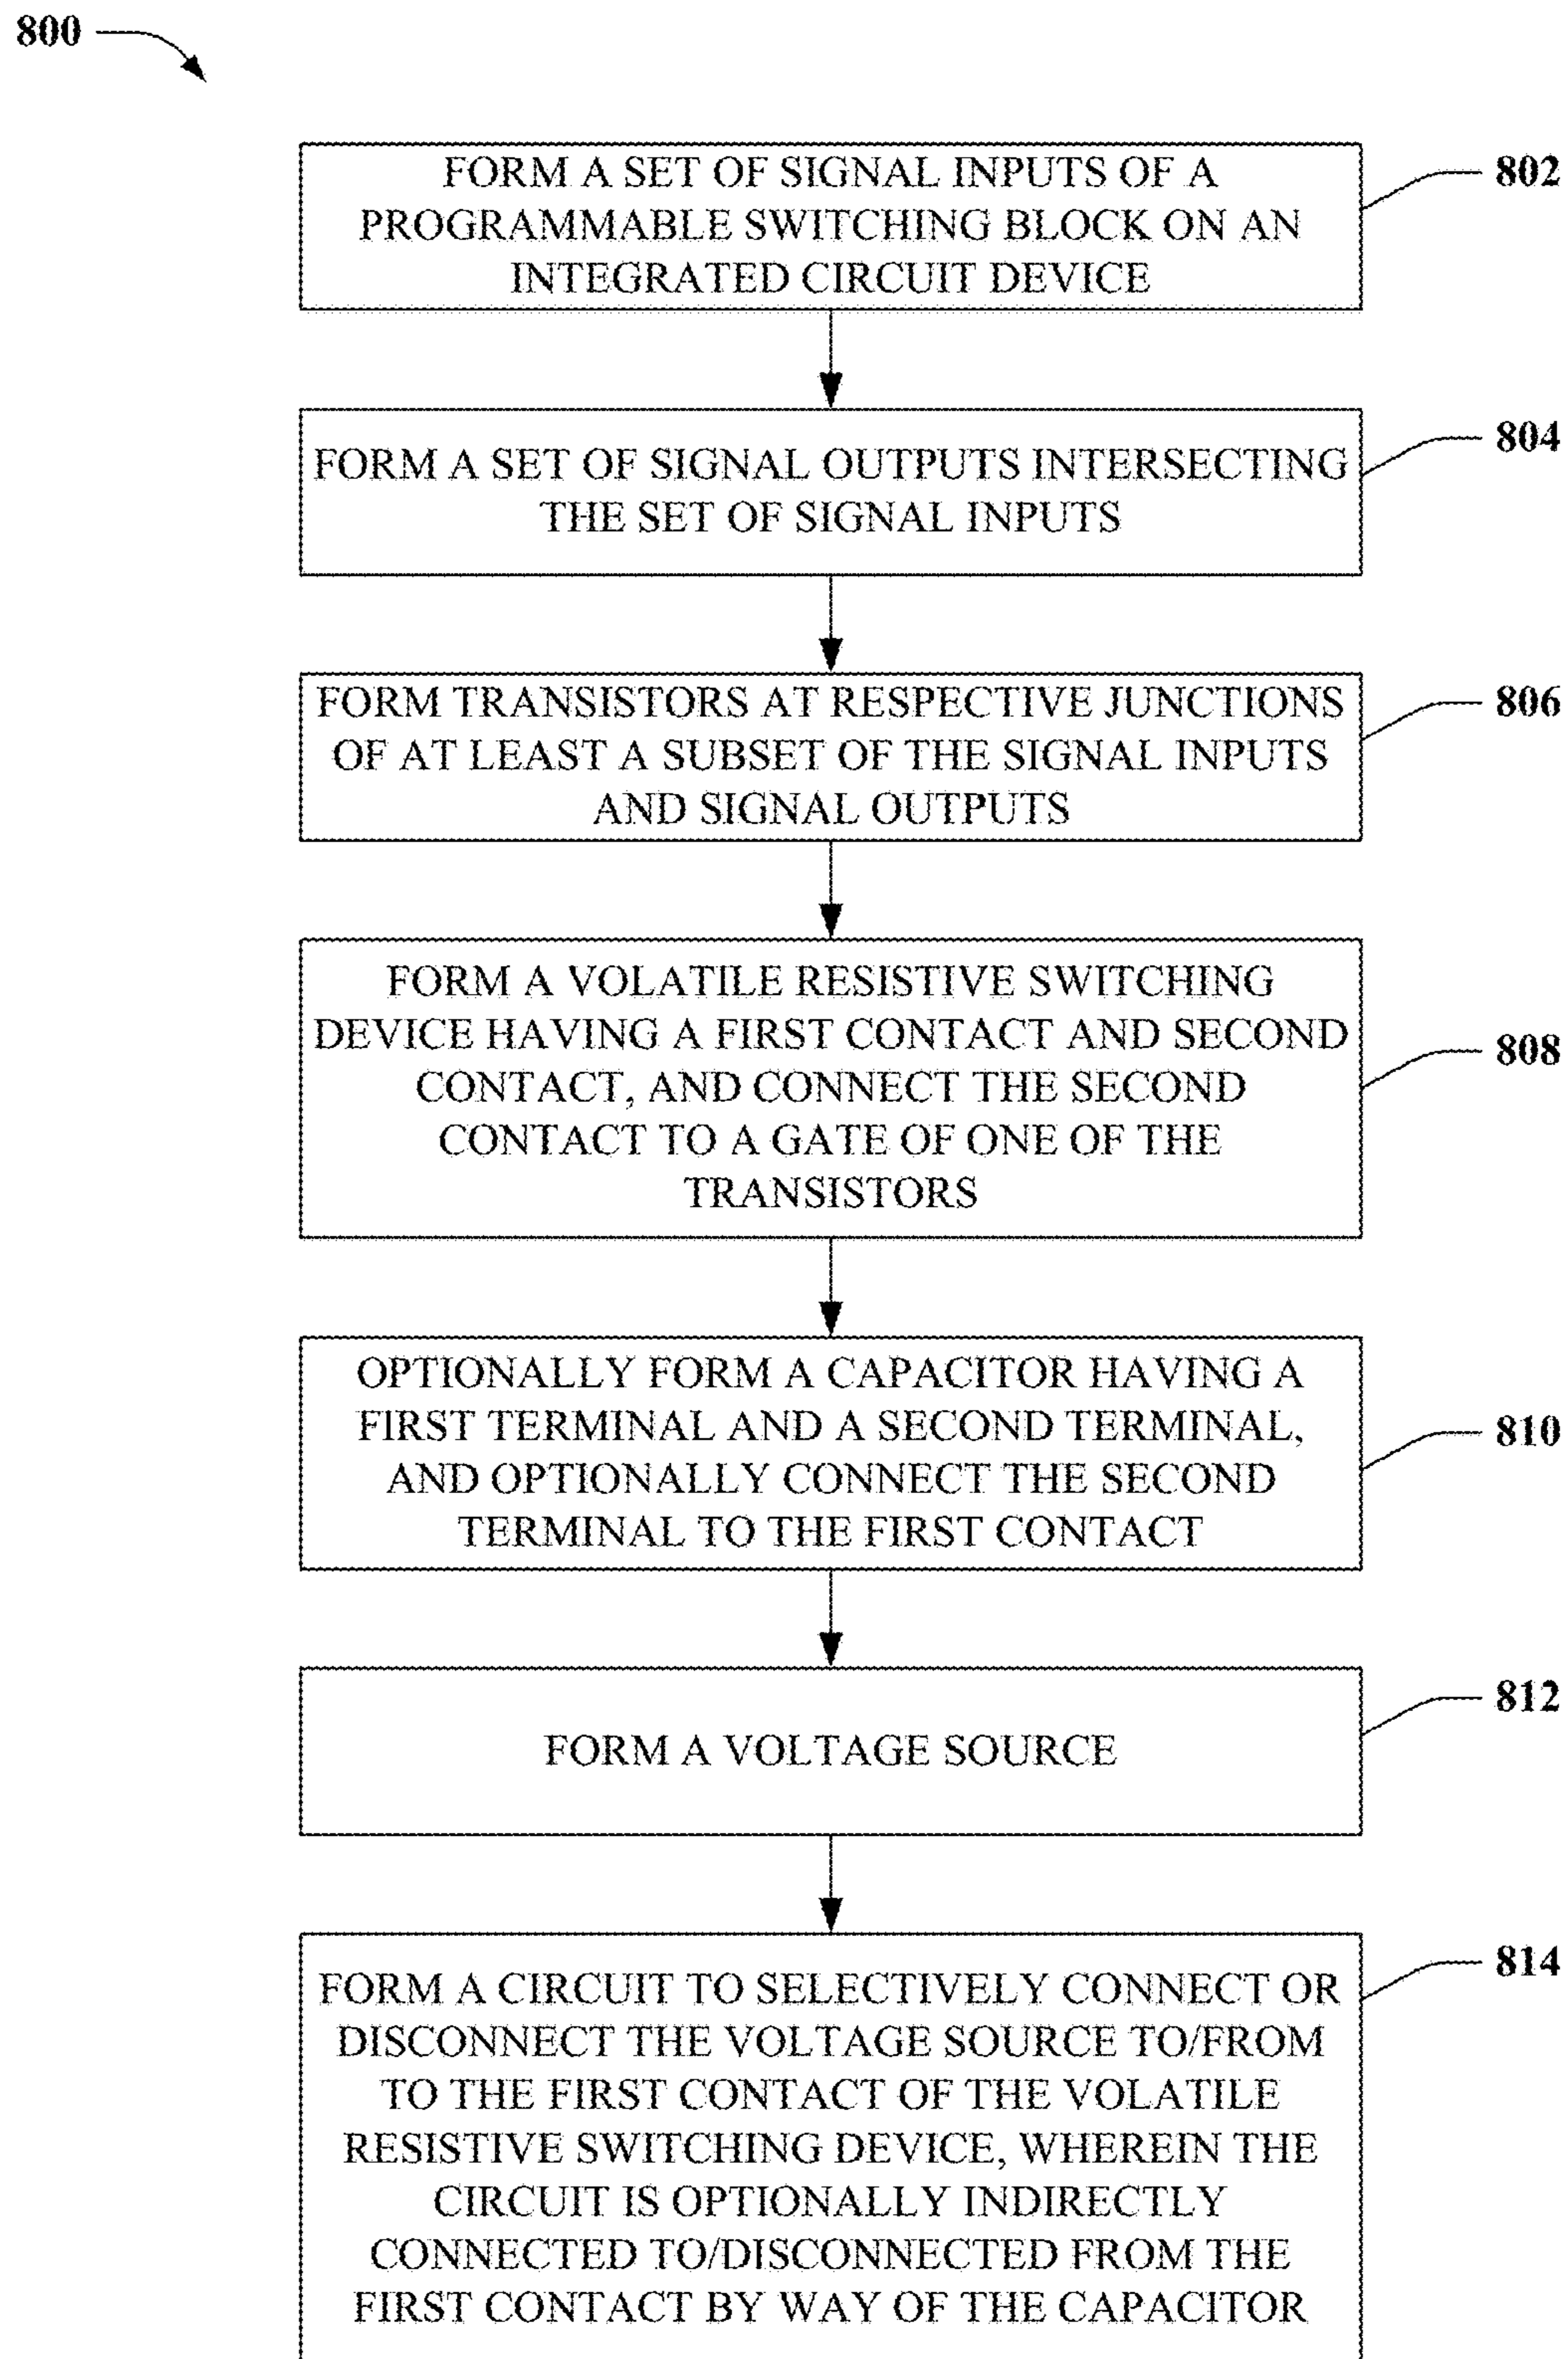 800
802
FORM A SET OF SIGNAL INPUTS OF A
PROGRAMMABLE SWITCHING BLOCK ON AN
INTEGRATED CIRCUIT DEVICE
804
FORM A SET OF SIGNAL OUTPUTS INTERSECTING
THE SET OF SIGNAL INPUTS
806
FORM TRANSISTORS AT RESPECTIVE JUNCTIONS
OF AT LEAST A SUBSET OF THE SIGNAL INPUTS
AND SIGNAL OUTPUTS
808
FORM A VOLATILE RESISTIVE SWITCHING
DEVICE HAVING A FIRST CONTACT AND SECOND
CONTACT, AND CONNECT THE SECOND
CONTACT TO A GATE OF ONE OF THE
TRANSISTORS
810
OPTIONALLY FORM A CAPACITOR HAVING A
FIRST TERMINAL AND A SECOND TERMINAL,
AND OPTIONALLY CONNECT THE SECOND
TERMINAL TO THE FIRST CONTACT
812
FORM A VOLTAGE SOURCE
814
FORM A CIRCUIT TO SELECTIVELY CONNECT OR
DISCONNECT THE VOLTAGE SOURCE TO/FROM
TO THE FIRST CONTACT OF THE VOLATILE
RESISTIVE SWITCHING DEVICE, WHEREIN THE
CIRCUIT IS OPTIONALLY INDIRECTLY
CONNECTED TO/DISCONNECTED FROM THE
FIRST CONTACT BY WAY OF THE CAPACITOR